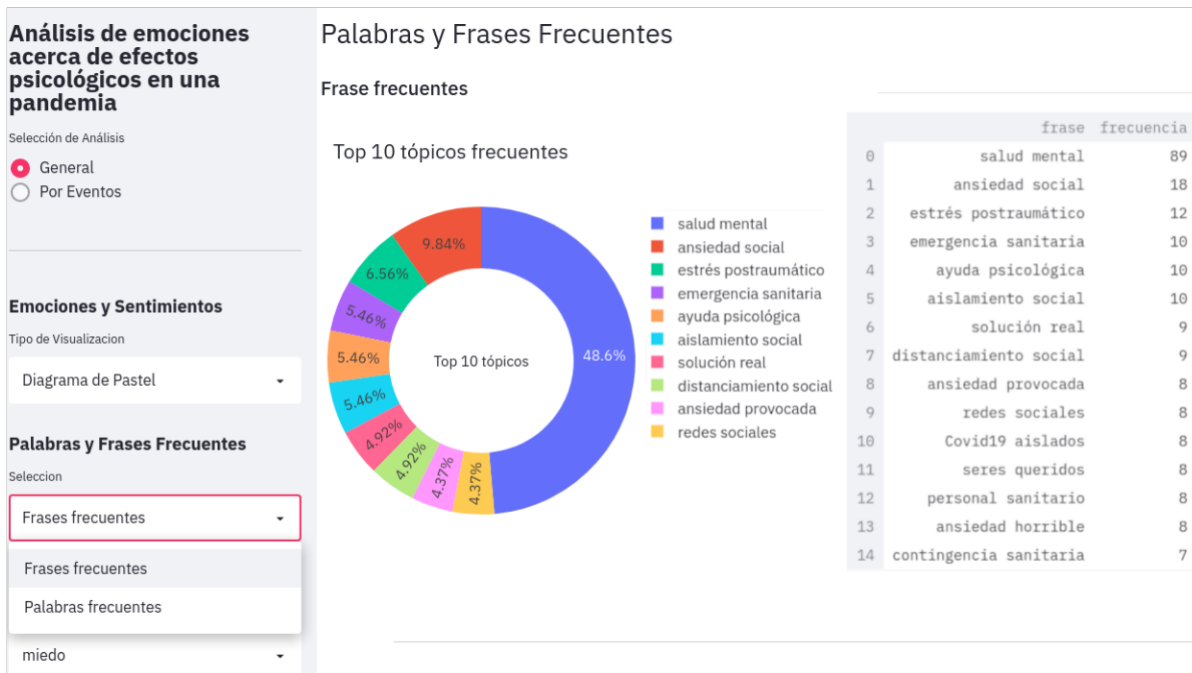 Análisis de emociones
acerca de efectos
psicológicos en una
pandemia
Selección de Análisis
General
Por Eventos
Emociones y Sentimientos
Tipo de Visualizacion
Diagrama de Pastel
Palabras y Frases Frecuentes
Seleccion
Frases frecuentes
Frases frecuentes
Palabras frecuentes
miedo
Palabras y Frases Frecuentes
Frase frecuentes
Top 10 tópicos frecuentes
9.84%
6.56%
5.46%
5.46%
5.46%
4.92%
4.92%
4.37%
4.37%
48.6%
Top 10 tópicos
salud mental
ansiedad social
estrés postraumático
emergencia sanitaria
ayuda psicológica
aislamiento social
solución real
distanciamiento social
ansiedad provocada
redes sociales
frase frecuencia
0 salud mental 89
1 ansiedad social 18
2 estrés postraumático 12
3 emergencia sanitaria 10
4 ayuda psicológica 10
5 aislamiento social 10
6 solución real 9
7 distanciamiento social 9
8 ansiedad provocada 8
9 redes sociales 8
10 Covid19 aislados 8
11 seres queridos 8
12 personal sanitario 8
13 ansiedad horrible 8
14 contingencia sanitaria 7